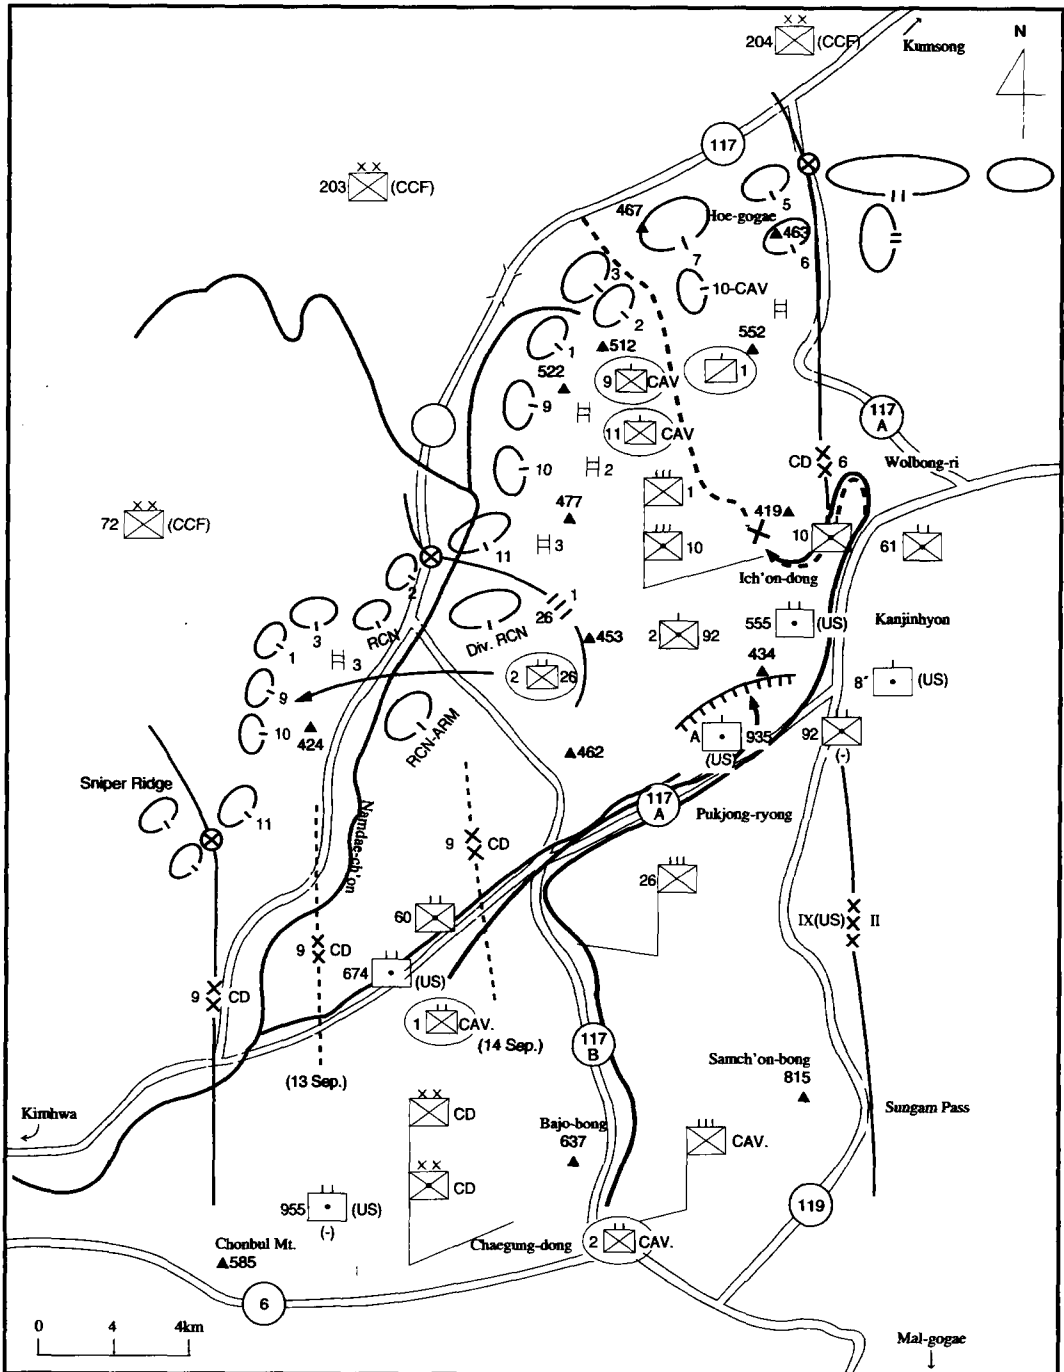 204 (CCF)
Kumsong
N
117
203 (CCF)
5
467
Hoe-gogae
463
6
7
3
10-CAV
2
552
512
1
1
522
9 CAV
9
11 CAV
117
A
CD
6
Wolbong-ri
10
2
1
72 (CCF)
477
419
10
10
61
3
11
Ich'on-dong
2
1
26
555 (US)
Kanjinhyon
3
RCN
Div. RCN
2 92
453
1
3
434
8" (US)
9
2 26
10
424
RCN-ARM
A 935
(US)
92
(-)
462
Sniper Ridge
11
117
A
Pukjong-ryong
Namdae-ch'on
9 CD
26
60
IX(US) II
9 CD
674 (US)
9 CD
1 CAV.
(14 Sep.)
117
B
Samch'on-bong
815
(13 Sep.)
Kimhwa
CD
Bajo-bong
637
Sungam Pass
CAV.
CD
955 (US)
(-)
119
Chonbul Mt.
585
Chaegung-dong
2 CAV.
6
0 4 4km
Mal-gogae